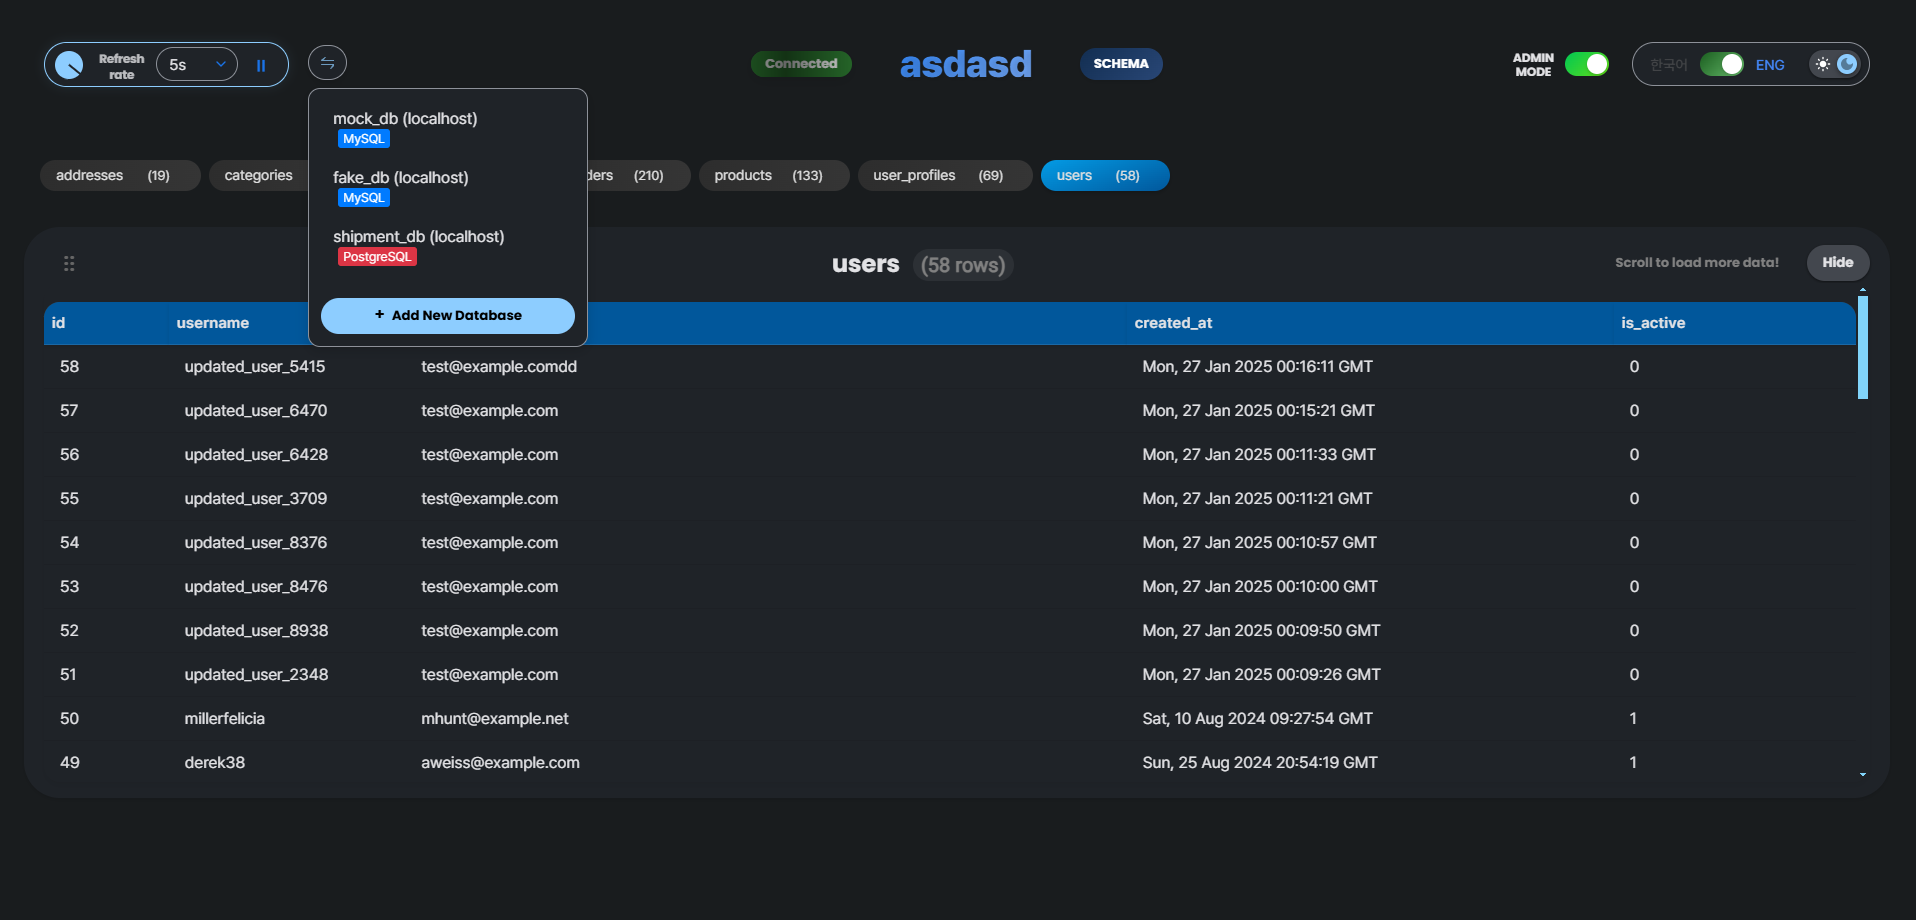 Refresh rate
5s
Connected
asdasd
SCHEMA
ADMIN MODE
한국어
ENG
mock_db (localhost)
MySQL
fake_db (localhost)
MySQL
shipment_db (localhost)
PostgreSQL
+ Add New Database
addresses (19)
categories
ders (210)
products (133)
user_profiles (69)
users (58)
users (58 rows)
Scroll to load more data!
Hide
id username created_at is_active
58 updated_user_5415 test@example.comdd Mon, 27 Jan 2025 00:16:11 GMT 0
57 updated_user_6470 test@example.com Mon, 27 Jan 2025 00:15:21 GMT 0
56 updated_user_6428 test@example.com Mon, 27 Jan 2025 00:11:33 GMT 0
55 updated_user_3709 test@example.com Mon, 27 Jan 2025 00:11:21 GMT 0
54 updated_user_8376 test@example.com Mon, 27 Jan 2025 00:10:57 GMT 0
53 updated_user_8476 test@example.com Mon, 27 Jan 2025 00:10:00 GMT 0
52 updated_user_8938 test@example.com Mon, 27 Jan 2025 00:09:50 GMT 0
51 updated_user_2348 test@example.com Mon, 27 Jan 2025 00:09:26 GMT 0
50 millerfelicia mhunt@example.net Sat, 10 Aug 2024 09:27:54 GMT 1
49 derek38 aweiss@example.com Sun, 25 Aug 2024 20:54:19 GMT 1